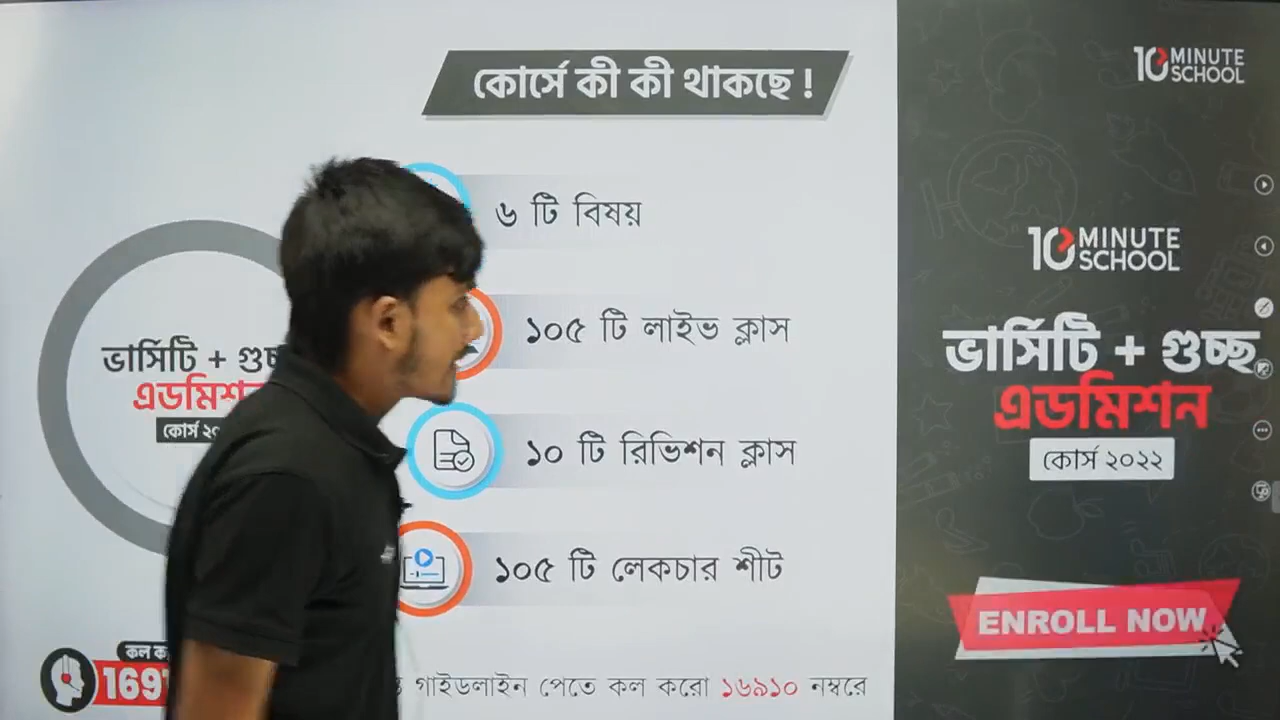 কোর্সে কী কী থাকছে !
৬ টি বিষয়
১০৫ টি লাইভ ক্লাস
১০ টি রিভিশন ক্লাস
১০৫ টি লেকচার শীট
ভার্সিটি +
কোর্স
গাইডলাইন পেতে কল করো ১৬৯১০ নম্বরে
10 MINUTE SCHOOL
10 MINUTE SCHOOL
ভার্সিটি + গুচ্ছ
এডমিশন
কোর্স ২০২২
ENROLL NOW